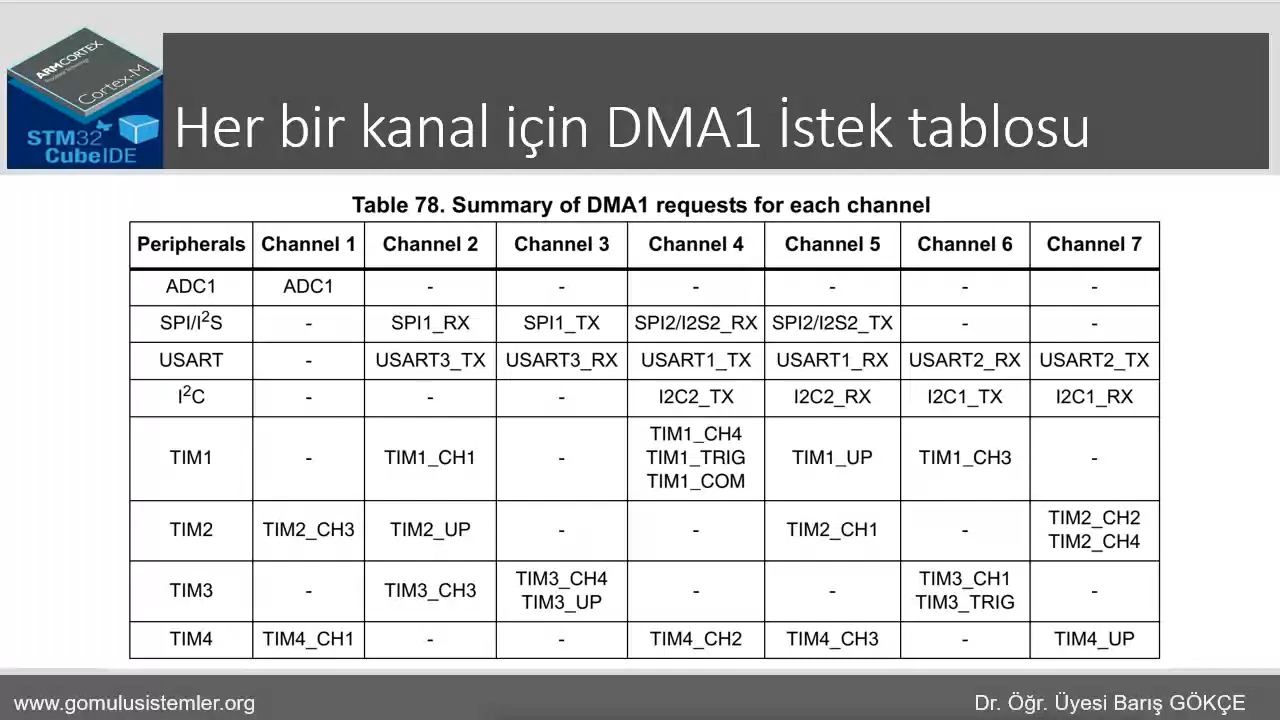 ARMCORTEX
Cortex-M
STM32
CubeIDE
Her bir kanal için DMA1 İstek tablosu
Table 78. Summary of DMA1 requests for each channel
Peripherals Channel 1 Channel 2 Channel 3 Channel 4 Channel 5 Channel 6 Channel 7
ADC1 ADC1 - - - - - -
SPI/I²S - SPI1_RX SPI1_TX SPI2/I2S2_RX SPI2/I2S2_TX - -
USART - USART3_TX USART3_RX USART1_TX USART1_RX USART2_RX USART2_TX
I²C - - - I2C2_TX I2C2_RX I2C1_TX I2C1_RX
TIM1 - TIM1_CH1 - TIM1_CH4 TIM1_TRIG TIM1_COM TIM1_UP TIM1_CH3 -
TIM2 TIM2_CH3 TIM2_UP - - TIM2_CH1 - TIM2_CH2 TIM2_CH4
TIM3 - TIM3_CH3 TIM3_CH4 TIM3_UP - - TIM3_CH1 TIM3_TRIG -
TIM4 TIM4_CH1 - - TIM4_CH2 TIM4_CH3 - TIM4_UP
www.gomulusistemler.org
Dr. Öğr. Üyesi Barış GÖKÇE